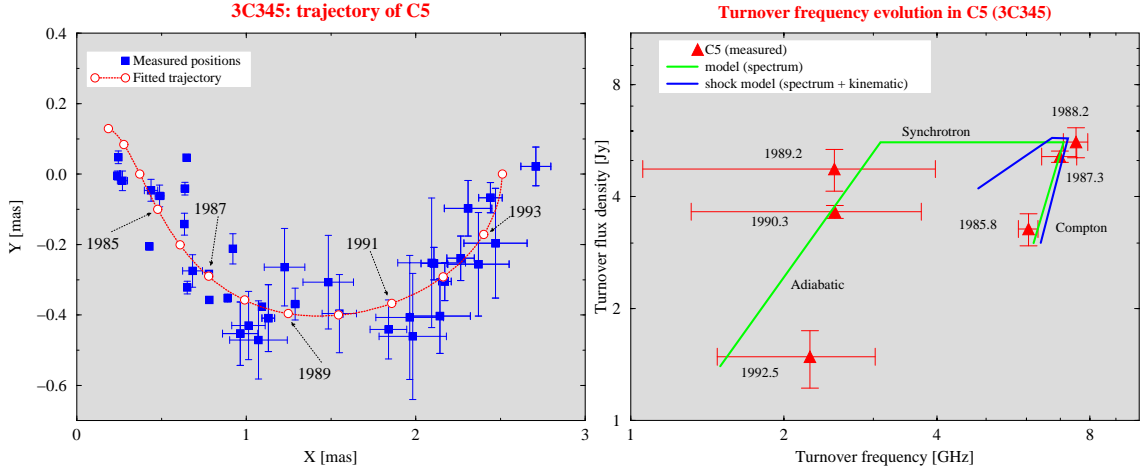 3C345: trajectory of C5
Measured positions
Fitted trajectory
0.4
0.2
0.0
−0.2
−0.4
−0.6
Y [mas]
1985
1987
1989
1991
1993
0
1
2
3
X [mas]
Turnover frequency evolution in C5 (3C345)
C5 (measured)
model (spectrum)
shock model (spectrum + kinematic)
8
4
2
1
Turnover flux density [Jy]
1988.2
Synchrotron
1989.2
1987.3
1990.3
1985.8
Compton
Adiabatic
1992.5
1
2
4
8
Turnover frequency [GHz]